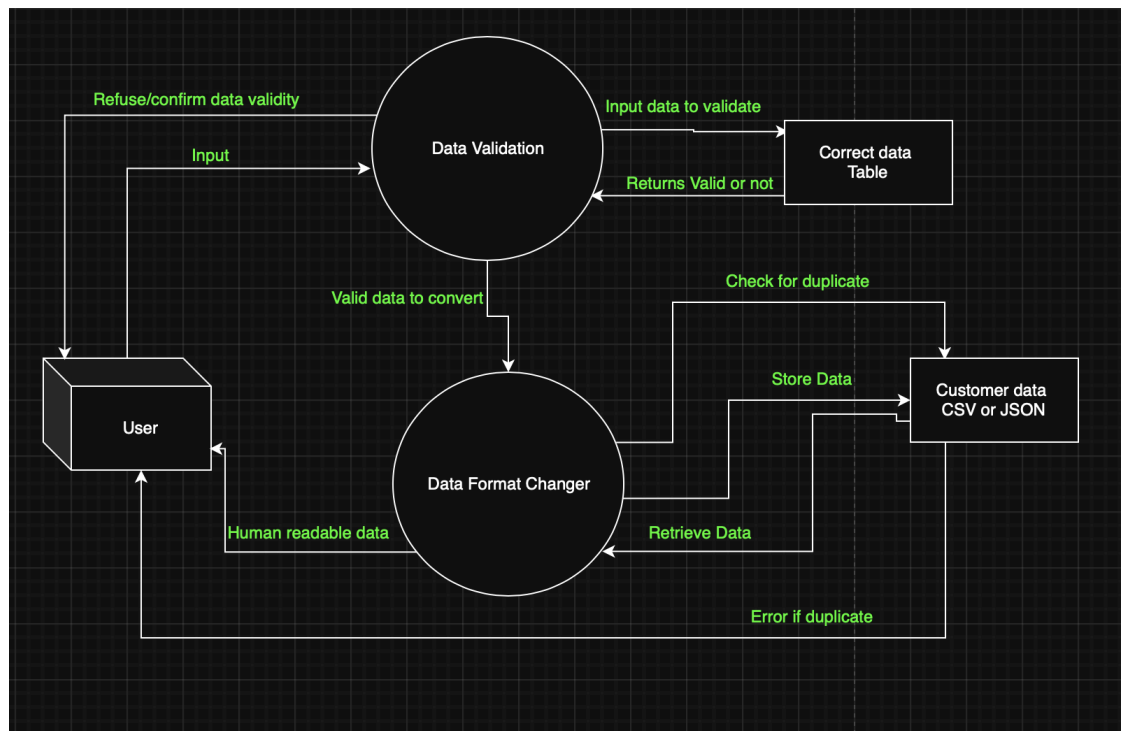 Refuse/confirm data validity
Input data to validate
Data Validation
Correct data
Table
Input
Returns Valid or not
Check for duplicate
Valid data to convert
Store Data
Customer data
CSV or JSON
User
Data Format Changer
Human readable data
Retrieve Data
Error if duplicate